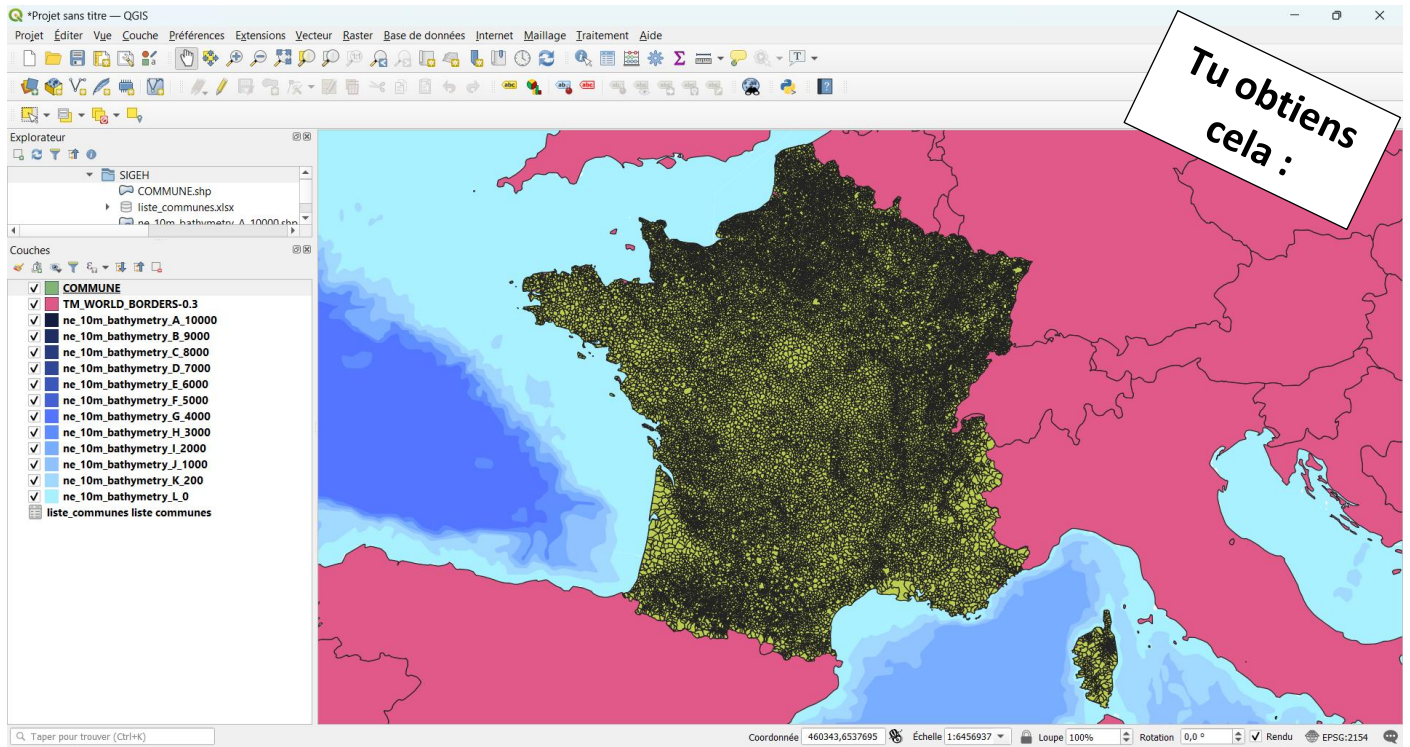 *Projet sans titre — QGIS
Projet Éditer Vue Couche Préférences Extensions Vecteur Raster Base de données Internet Maillage Traitement Aide
Tu obtiens
cela :
Explorateur
SIGEH
COMMUNE.shp
liste_communes.xlsx
ne_10m_bathymetry_A_10000.shp
Couches
COMMUNE
TM_WORLD_BORDERS-0.3
ne_10m_bathymetry_A_10000
ne_10m_bathymetry_B_9000
ne_10m_bathymetry_C_8000
ne_10m_bathymetry_D_7000
ne_10m_bathymetry_E_6000
ne_10m_bathymetry_F_5000
ne_10m_bathymetry_G_4000
ne_10m_bathymetry_H_3000
ne_10m_bathymetry_I_2000
ne_10m_bathymetry_J_1000
ne_10m_bathymetry_K_200
ne_10m_bathymetry_L_0
liste_communes liste communes
Taper pour trouver (Ctrl+K) Coordonnée 460343,6537695 Échelle 1:6456937 Loupe 100% Rotation 0,0 ° Rendu EPSG:2154